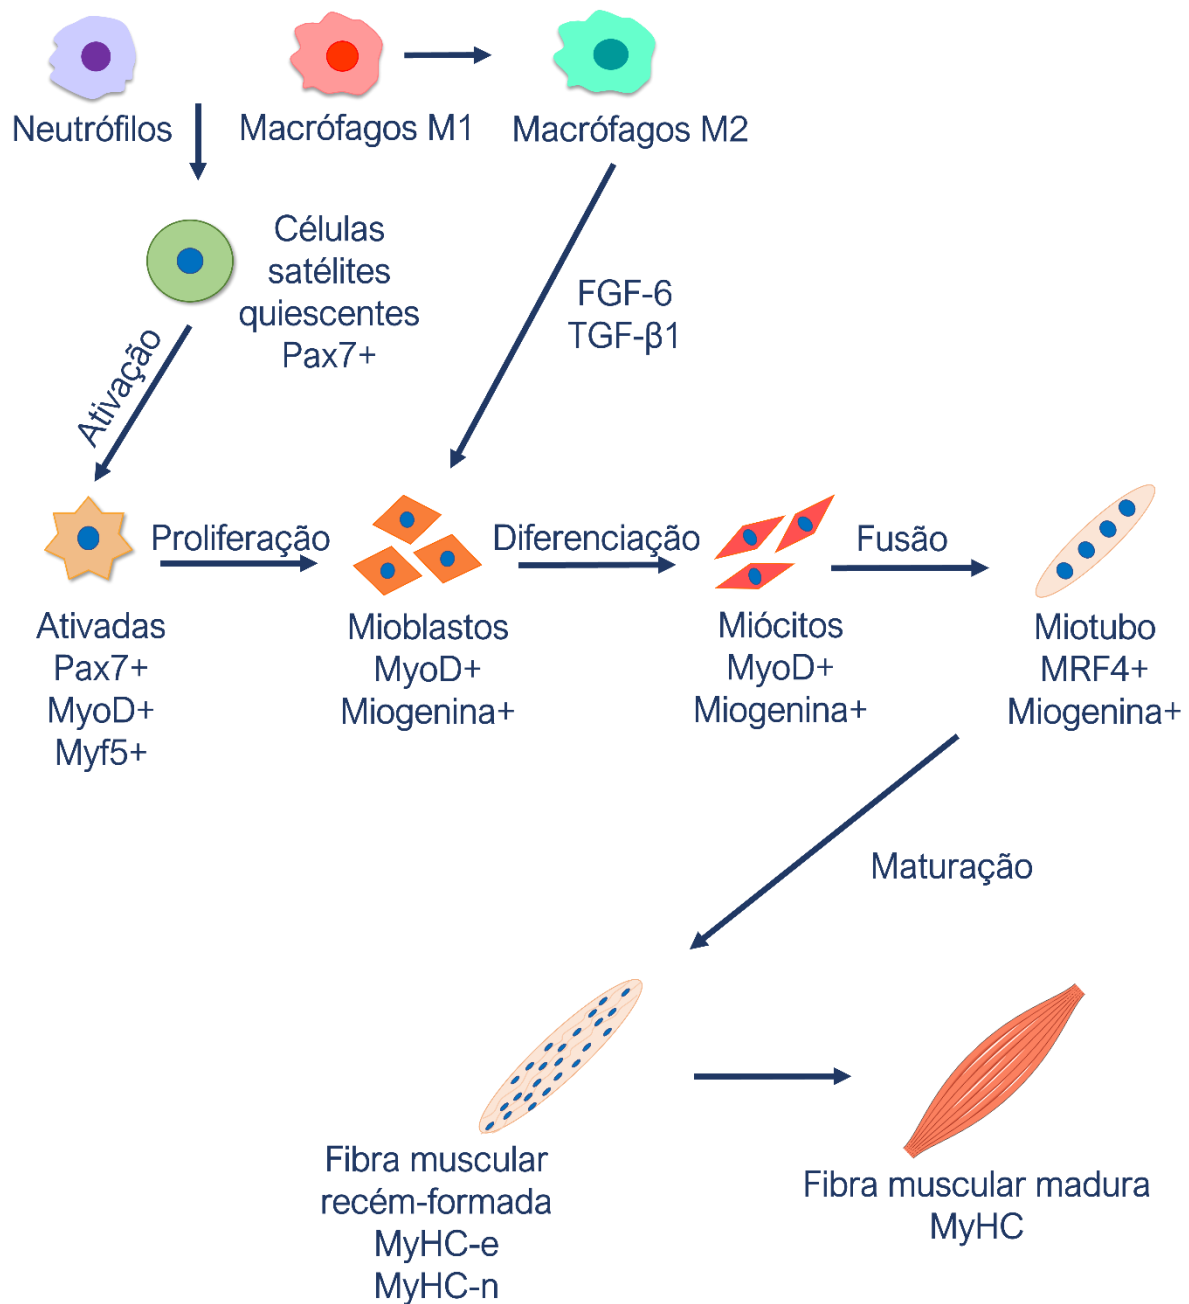 Neutrófilos
Macrófagos M1
Macrófagos M2
Células
satélites
quiescentes
Pax7+
FGF-6
TGF-β1
Ativação
Proliferação
Diferenciação
Fusão
Ativadas
Pax7+
MyoD+
Myf5+
Mioblastos
MyoD+
Miogenina+
Miócitos
MyoD+
Miogenina+
Miotubo
MRF4+
Miogenina+
Maturação
Fibra muscular
recém-formada
MyHC-e
MyHC-n
Fibra muscular madura
MyHC